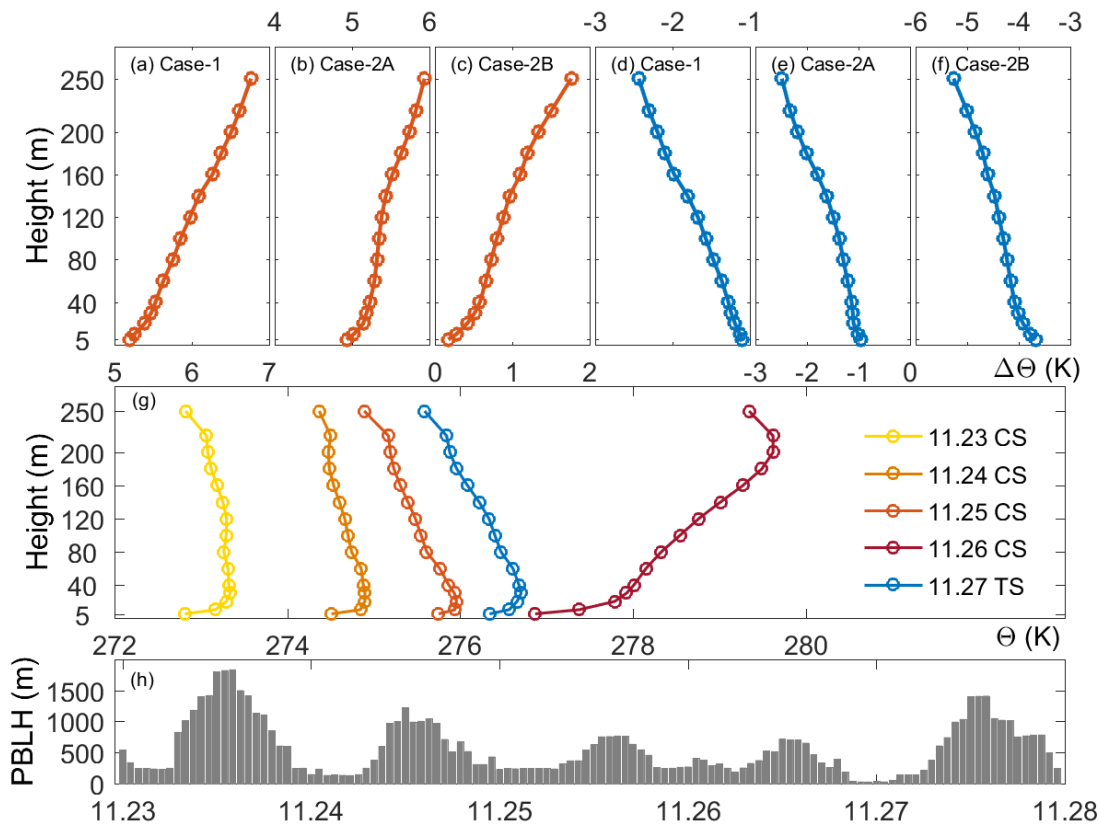 4 5 6 -3 -2 -1 -6 -5 -4 -3
(a) Case-1 (b) Case-2A (c) Case-2B (d) Case-1 (e) Case-2A (f) Case-2B
250
200
160
120
80
40
5
Height (m)
5 6 7 0 1 2 -3 -2 -1 0 ΔΘ (K)
(g)
250
200
160
120
80
40
5
Height (m)
11.23 CS
11.24 CS
11.25 CS
11.26 CS
11.27 TS
272 274 276 278 280 Θ (K)
(h)
1500
1000
500
0
PBLH (m)
11.23 11.24 11.25 11.26 11.27 11.28